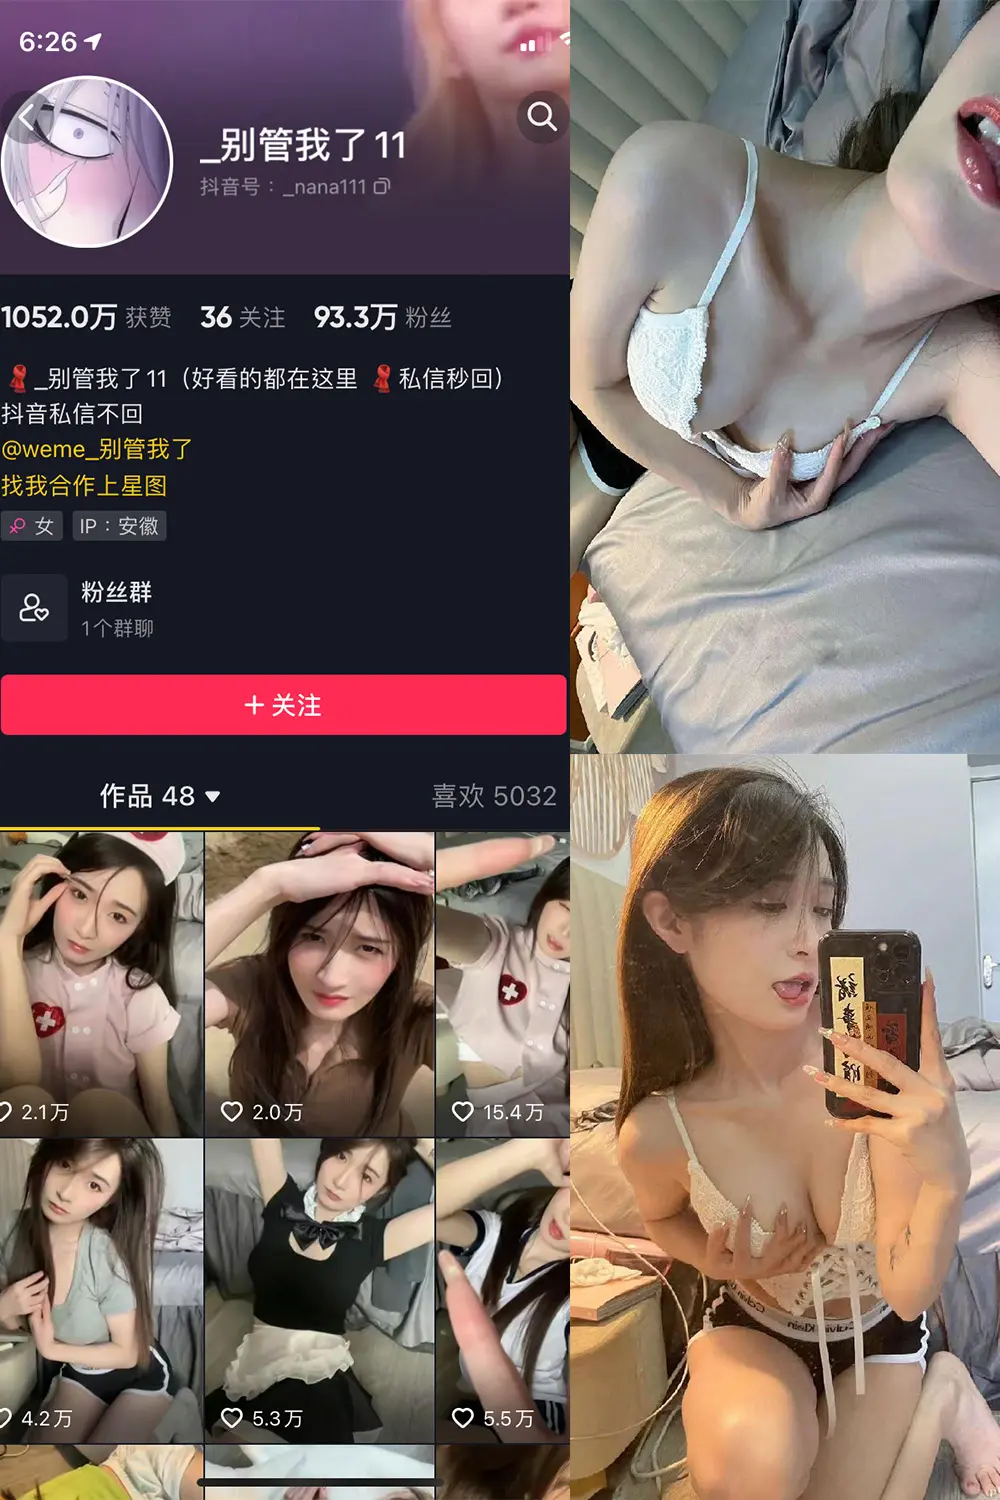 6:26
_别管我了 11
抖音号：_nana111
1052.0万 获赞 36 关注 93.3万 粉丝
_别管我了11（好看的都在这里 私信秒回）
抖音私信不回
@weme_别管我了
找我合作上星图
女 IP：安徽
粉丝群
1个群聊
+ 关注
作品 48 喜欢 5032
2.1万 2.0万 15.4万
4.2万 5.3万 5.5万
Calvin Klein